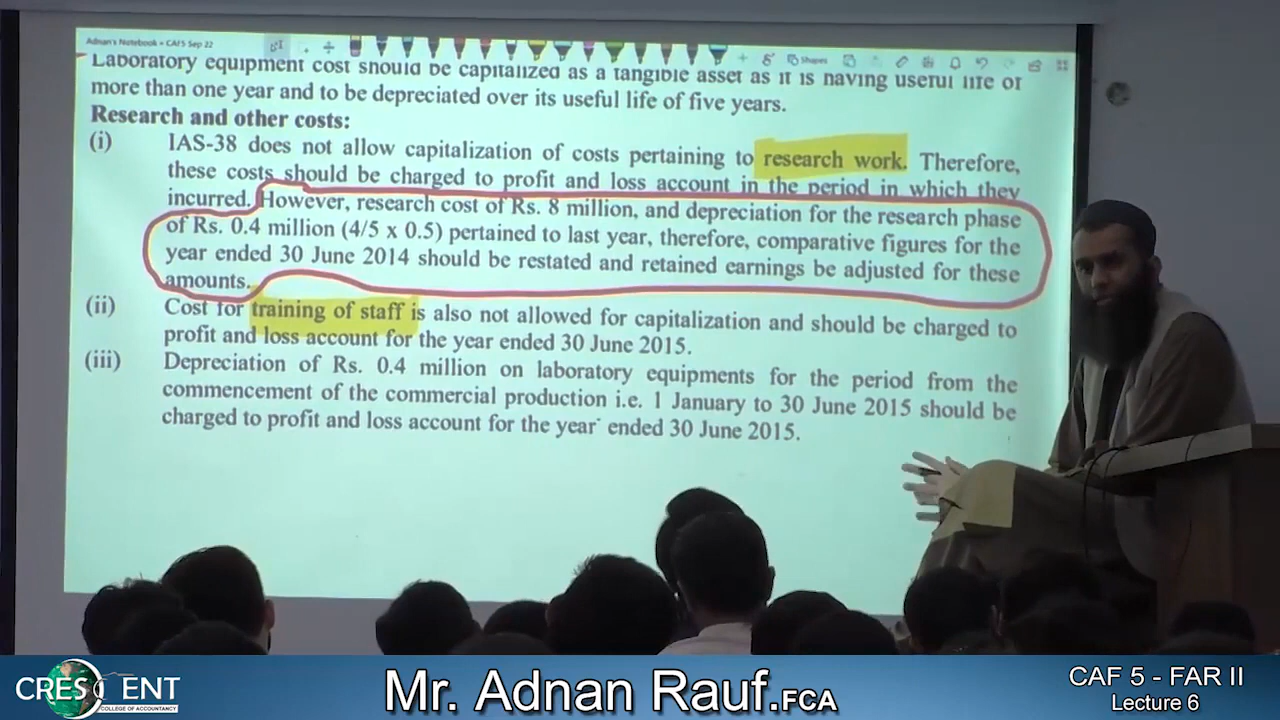 Adnan's Notebook » CAF5 Sep 22
Shapes
Laboratory equipment cost should be capitalized as a tangible asset as it is having useful life of
more than one year and to be depreciated over its useful life of five years.
Research and other costs:
(i) IAS-38 does not allow capitalization of costs pertaining to research work. Therefore,
these costs should be charged to profit and loss account in the period in which they
incurred. However, research cost of Rs. 8 million, and depreciation for the research phase
of Rs. 0.4 million (4/5 x 0.5) pertained to last year, therefore, comparative figures for the
year ended 30 June 2014 should be restated and retained earnings be adjusted for these
amounts.
(ii) Cost for training of staff is also not allowed for capitalization and should be charged to
profit and loss account for the year ended 30 June 2015.
(iii) Depreciation of Rs. 0.4 million on laboratory equipments for the period from the
commencement of the commercial production i.e. 1 January to 30 June 2015 should be
charged to profit and loss account for the year ended 30 June 2015.
CRESCENT
COLLEGE OF ACCOUNTANCY
Mr. Adnan Rauf.FCA
CAF 5 - FAR II
Lecture 6